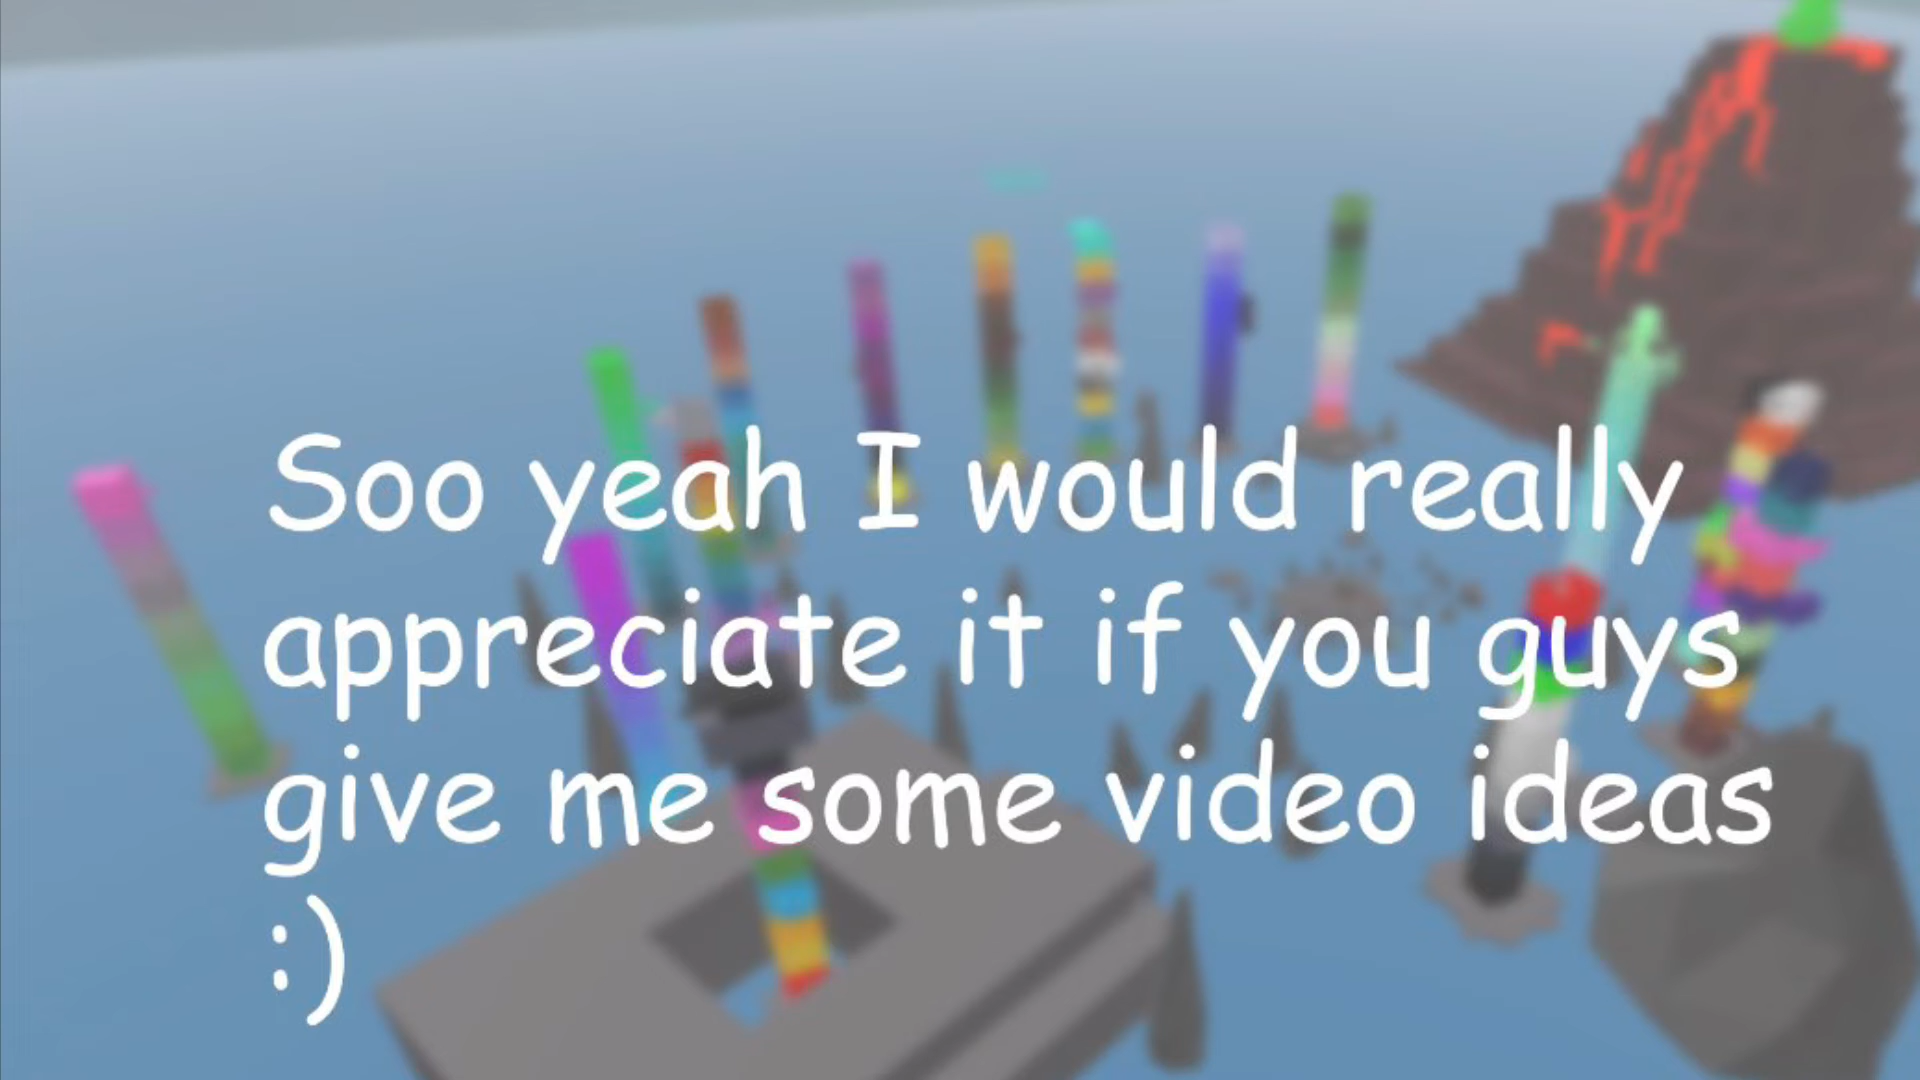 Soo yeah I would really
appreciate it if you guys
give me some video ideas
:)